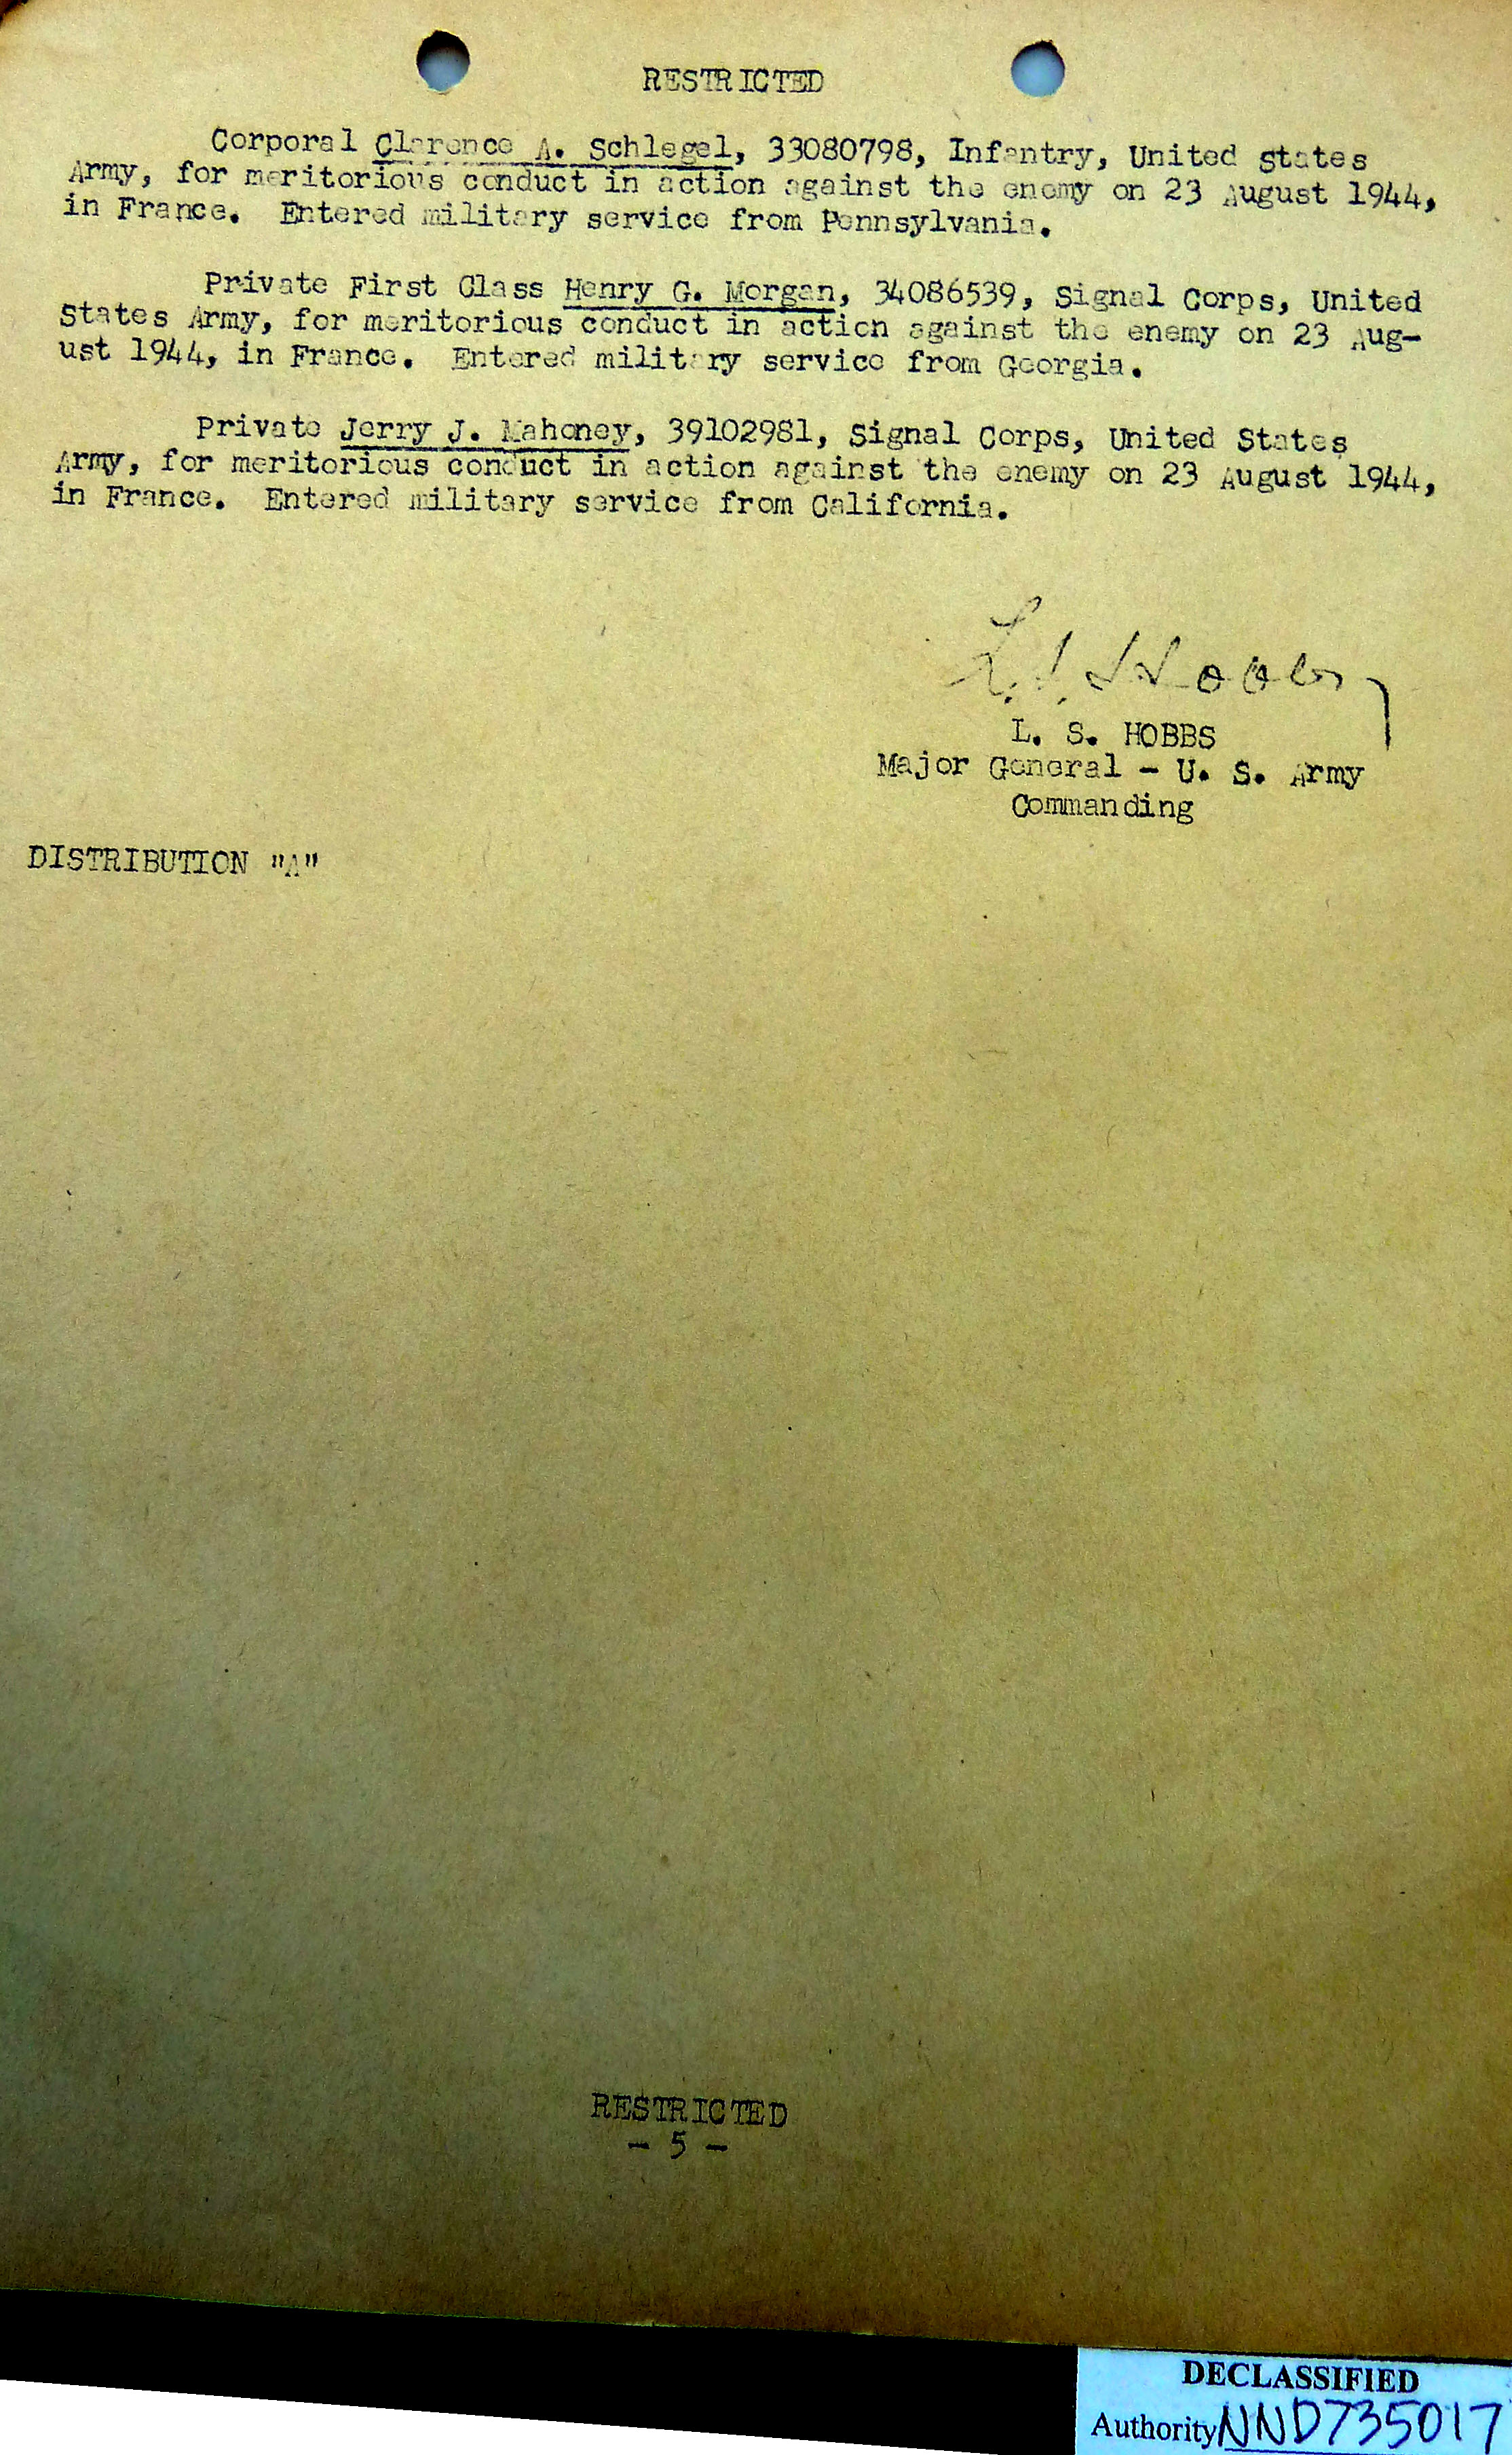 RESTRICTED
Corporal Clarence A. Schlegel, 33080798, Infantry, United States
Army, for meritorious conduct in action against the enemy on 23 August 1944,
in France. Entered military service from Pennsylvania.
Private First Class Henry G. Morgan, 34086539, Signal Corps, United
States Army, for meritorious conduct in action against the enemy on 23 Aug-
ust 1944, in France. Entered military service from Georgia.
Private Jerry J. Mahoney, 39102981, Signal Corps, United States
Army, for meritorious conduct in action against the enemy on 23 August 1944,
in France. Entered military service from California.
L. S. Hobbs
L. S. HOBBS
Major General - U. S. Army
Commanding
DISTRIBUTION "A"
RESTRICTED
- 5 -
DECLASSIFIED
Authority NND735017